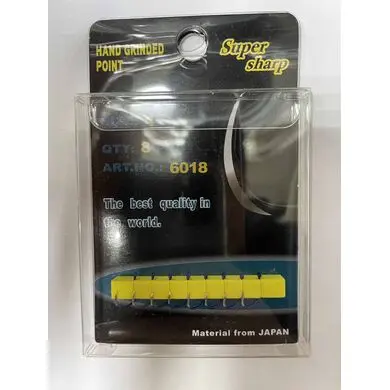 HAND GRINDED
POINT
Super
sharp
QTY: 8
ART.NO.: 6018
The best quality in
the world.
Material from JAPAN